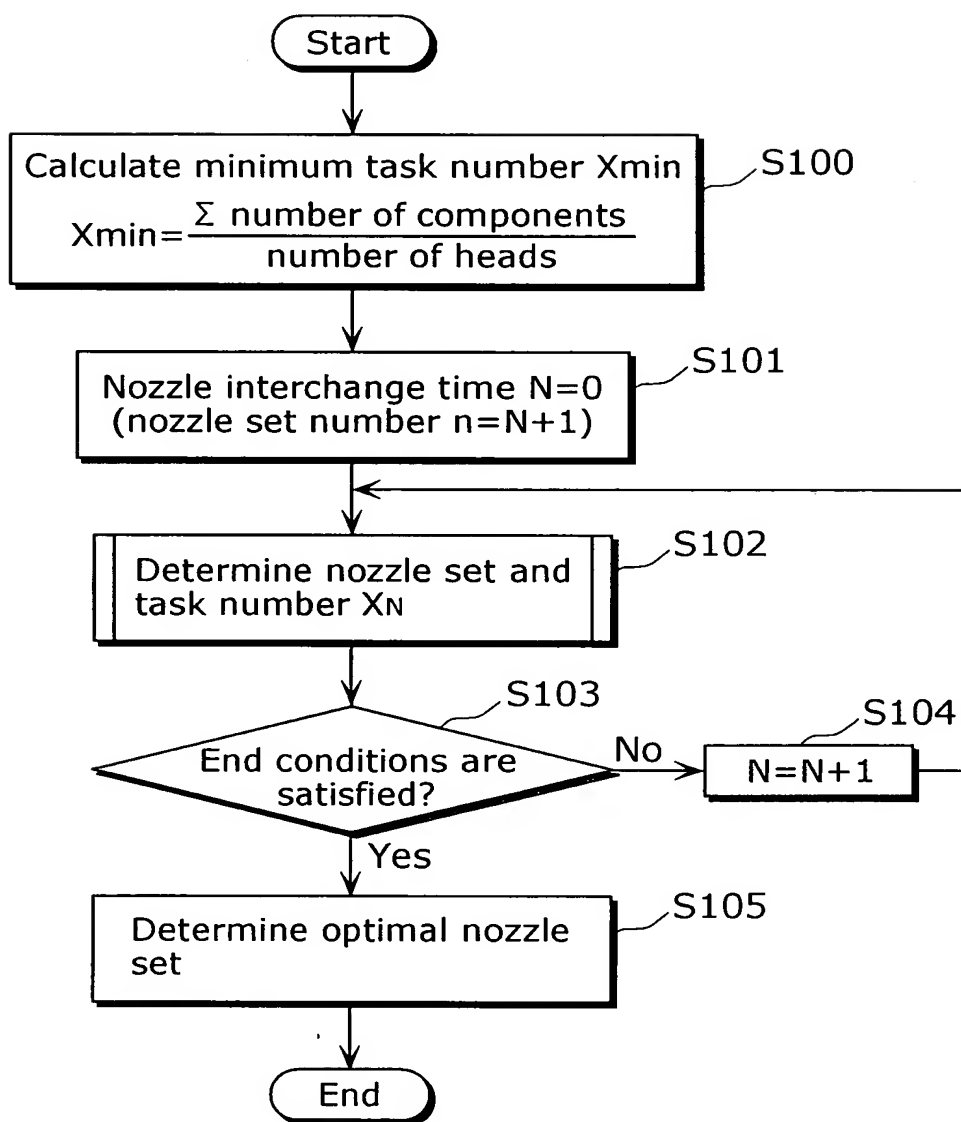 Start
Calculate minimum task number Xmin
S100
Xmin= Σ number of components
number of heads
S101
Nozzle interchange time N=0
(nozzle set number n=N+1)
S102
Determine nozzle set and
task number XN
S103
End conditions are
satisfied?
No
S104
N=N+1
Yes
S105
Determine optimal nozzle
set
End